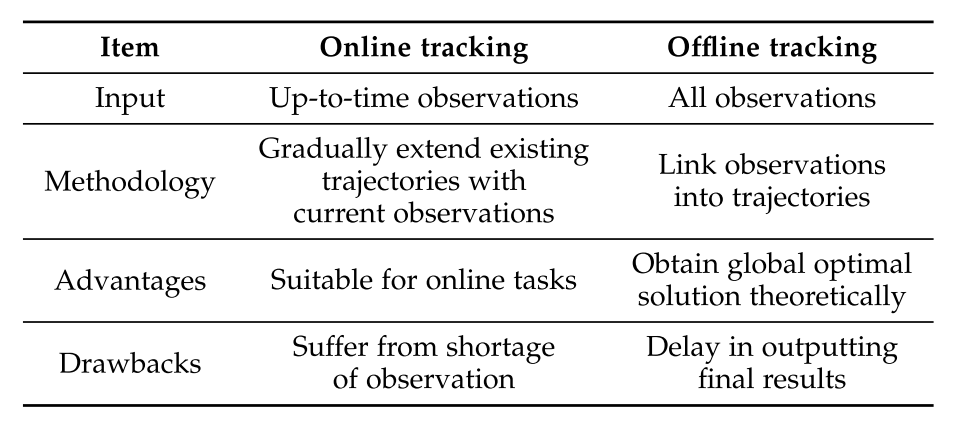 Item Online tracking Offline tracking
Input Up-to-time observations All observations
Methodology
Gradually extend existing
trajectories with
current observations
Link observations
into trajectories
Advantages
Suitable for online tasks
Obtain global optimal
solution theoretically
Drawbacks
Suffer from shortage
of observation
Delay in outputting
final results